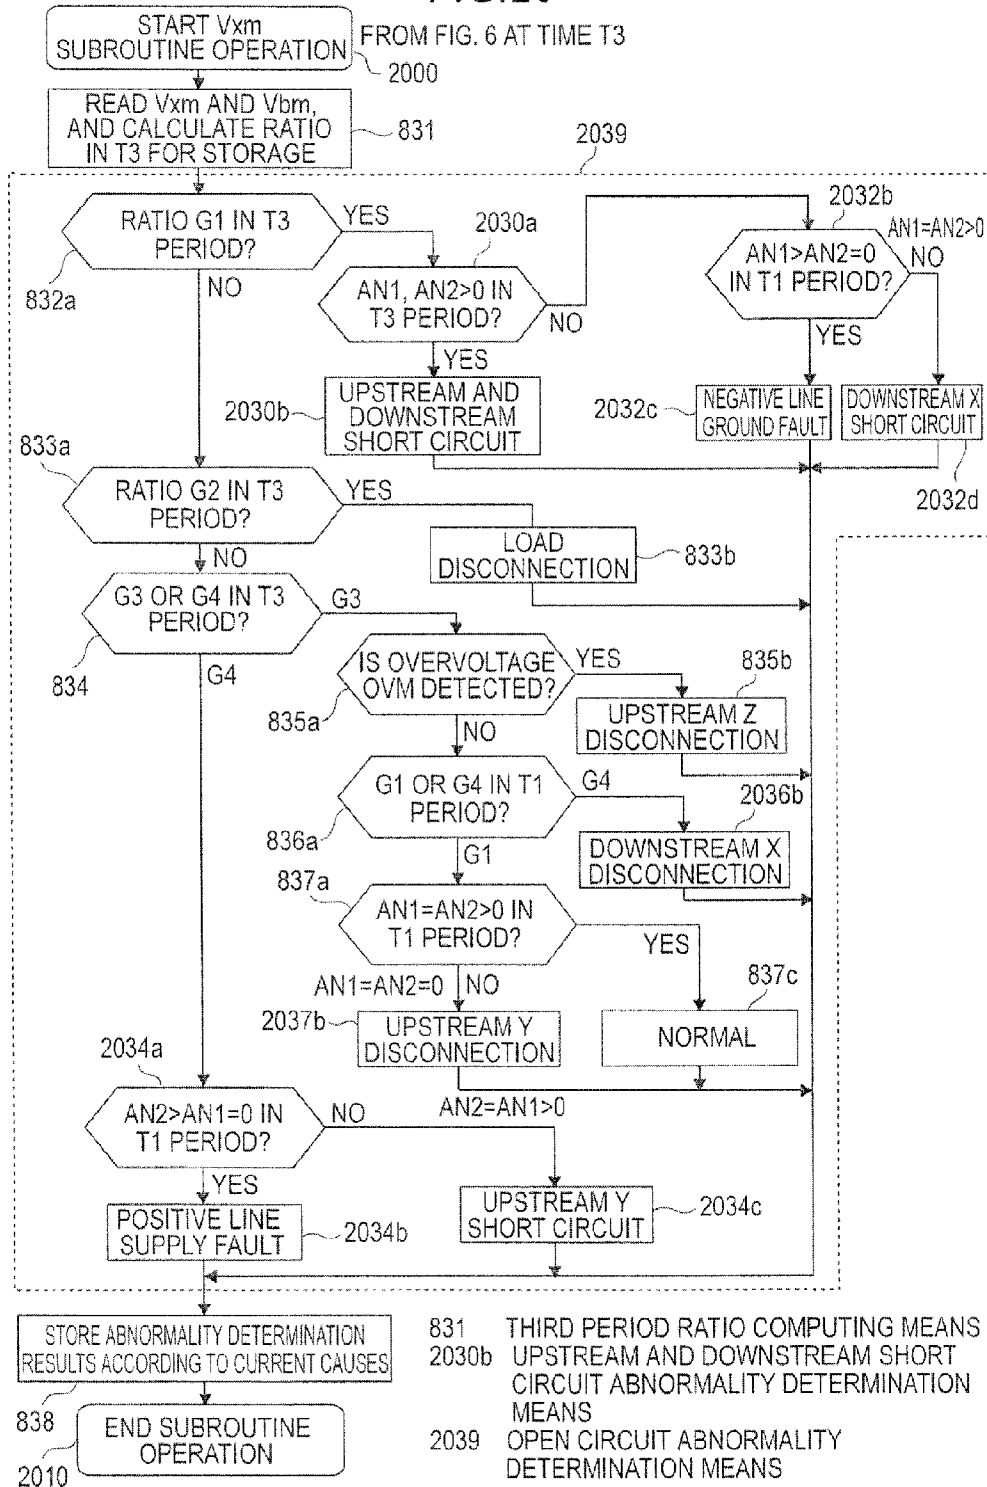 START Vxm
SUBROUTINE OPERATION
FROM FIG. 6 AT TIME T3
2000
READ Vxm AND Vbm,
AND CALCULATE RATIO
IN T3 FOR STORAGE
831
2039
RATIO G1 IN T3
PERIOD?
YES
NO
832a
2030a
AN1, AN2>0 IN
T3 PERIOD?
NO
YES
2032b
AN1>AN2=0
IN T1 PERIOD?
AN1=AN2>0
NO
YES
2030b
UPSTREAM AND
DOWNSTREAM
SHORT CIRCUIT
2032c
NEGATIVE LINE
GROUND FAULT
DOWNSTREAM X
SHORT CIRCUIT
2032d
833a
RATIO G2 IN T3
PERIOD?
YES
NO
LOAD
DISCONNECTION
833b
G3 OR G4 IN T3
PERIOD?
G3
G4
834
IS OVERVOLTAGE
OVM DETECTED?
YES
NO
835a
835b
UPSTREAM Z
DISCONNECTION
G1 OR G4 IN T1
PERIOD?
G4
G1
836a
2036b
DOWNSTREAM X
DISCONNECTION
837a
AN1=AN2>0 IN
T1 PERIOD?
YES
AN1=AN2=0
NO
2037b
UPSTREAM Y
DISCONNECTION
837c
NORMAL
2034a
AN2>AN1=0 IN
T1 PERIOD?
NO
AN2=AN1>0
YES
POSITIVE LINE
SUPPLY FAULT
2034b
UPSTREAM Y
SHORT CIRCUIT
2034c
STORE ABNORMALITY DETERMINATION
RESULTS ACCORDING TO CURRENT CAUSES
838
END SUBROUTINE
OPERATION
2010
831 THIRD PERIOD RATIO COMPUTING MEANS
2030b UPSTREAM AND DOWNSTREAM SHORT
CIRCUIT ABNORMALITY DETERMINATION
MEANS
2039 OPEN CIRCUIT ABNORMALITY
DETERMINATION MEANS